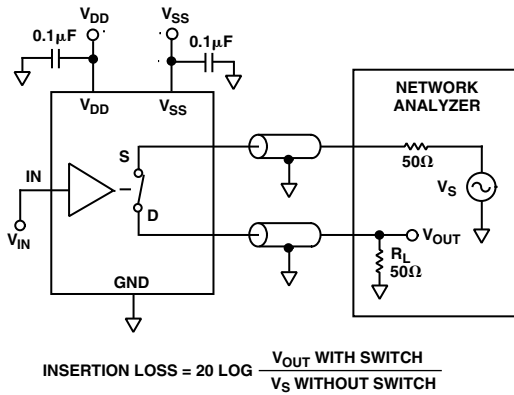 VDD
VSS
0.1µF
0.1µF
VDD
VSS
NETWORK
ANALYZER
S
50Ω
IN
VS
D
VOUT
VIN
RL
50Ω
GND
INSERTION LOSS = 20 LOG VOUT WITH SWITCH
VS WITHOUT SWITCH